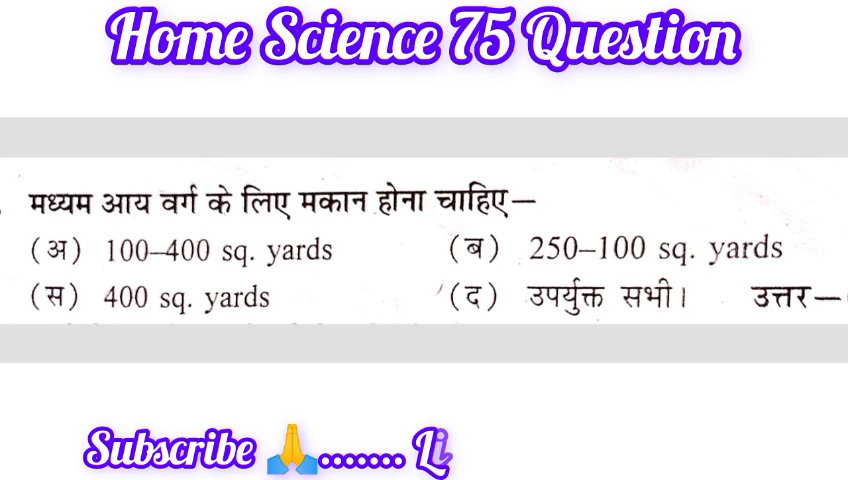 Home Science 75 Question
मध्यम आय वर्ग के लिए मकान होना चाहिए–
(अ) 100–400 sq. yards (ब) 250–100 sq. yards
(स) 400 sq. yards (द) उपर्युक्त सभी। उत्तर–
Subscribe 🙏....... Li